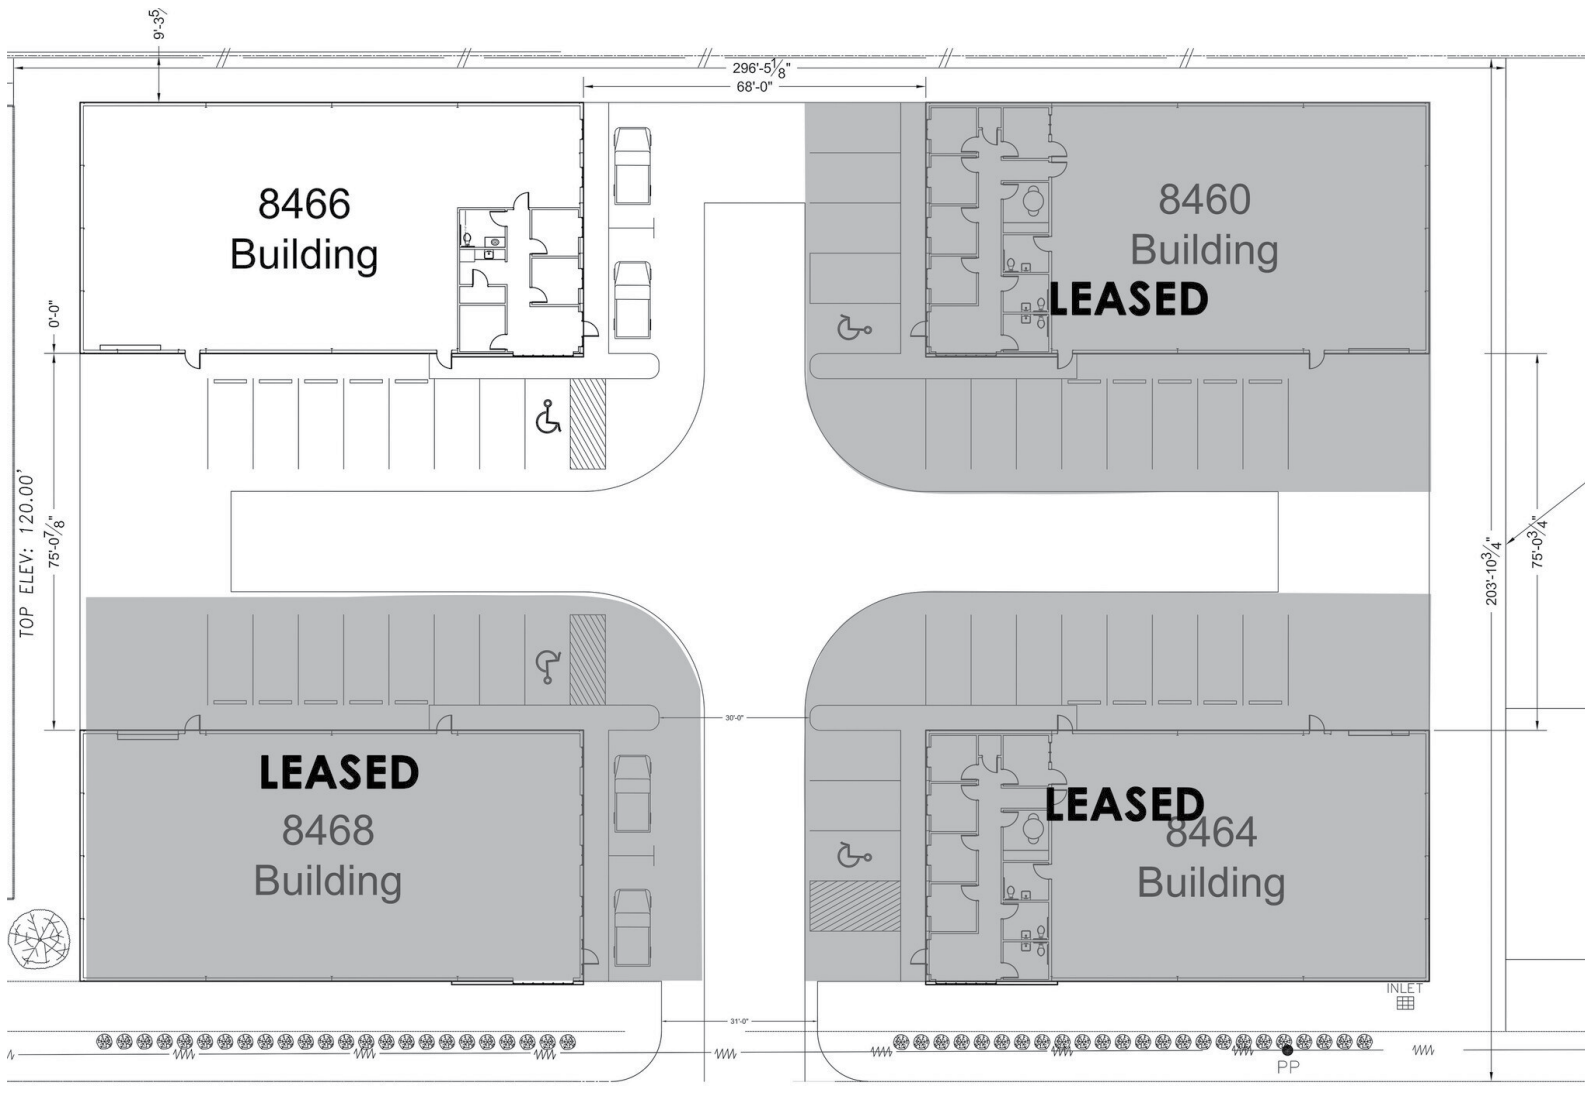 9'-3⅝"
296'-5⅛"
68'-0"
8466
Building
8460
Building
LEASED
0'-0"
TOP ELEV: 120.00'
75'-0⅞"
203'-10¾"
75'-0¾"
30'-0"
LEASED
8468
Building
LEASED
8464
Building
INLET
31'-0"
PP